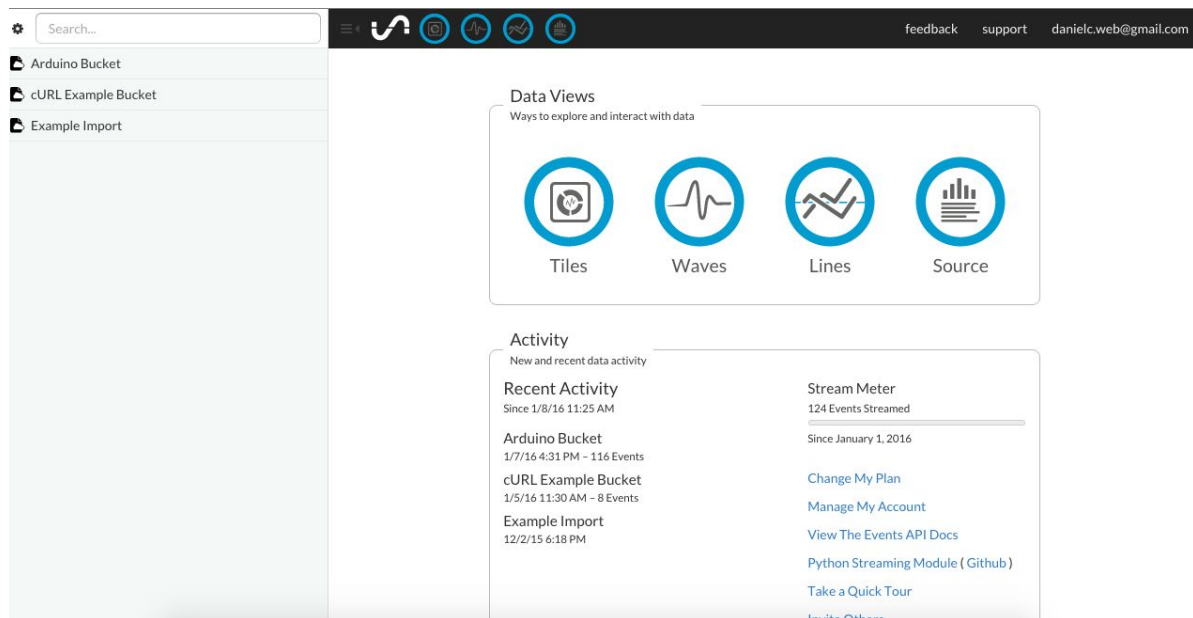 Search...
feedback support danielc.web@gmail.com
Arduino Bucket
cURL Example Bucket
Example Import
Data Views
Ways to explore and interact with data
Tiles Waves Lines Source
Activity
New and recent data activity
Recent Activity
Since 1/8/16 11:25 AM
Arduino Bucket
1/7/16 4:31 PM – 116 Events
cURL Example Bucket
1/5/16 11:30 AM – 8 Events
Example Import
12/2/15 6:18 PM
Stream Meter
124 Events Streamed
Since January 1, 2016
Change My Plan
Manage My Account
View The Events API Docs
Python Streaming Module ( Github )
Take a Quick Tour
Invite Others